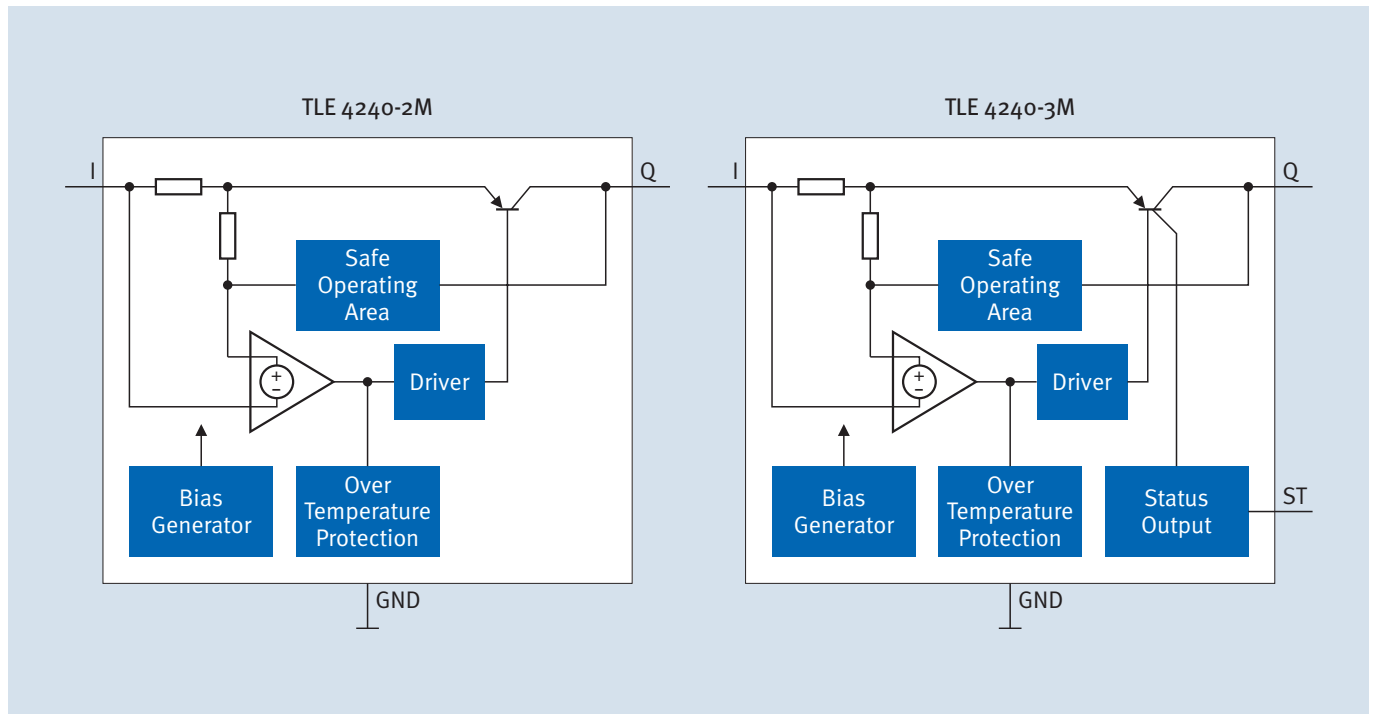 TLE 4240-2M
I
Q
Safe
Operating
Area
+
−
Driver
Bias
Generator
Over
Temperature
Protection
GND
TLE 4240-3M
I
Q
Safe
Operating
Area
+
−
Driver
Bias
Generator
Over
Temperature
Protection
Status
Output
ST
GND